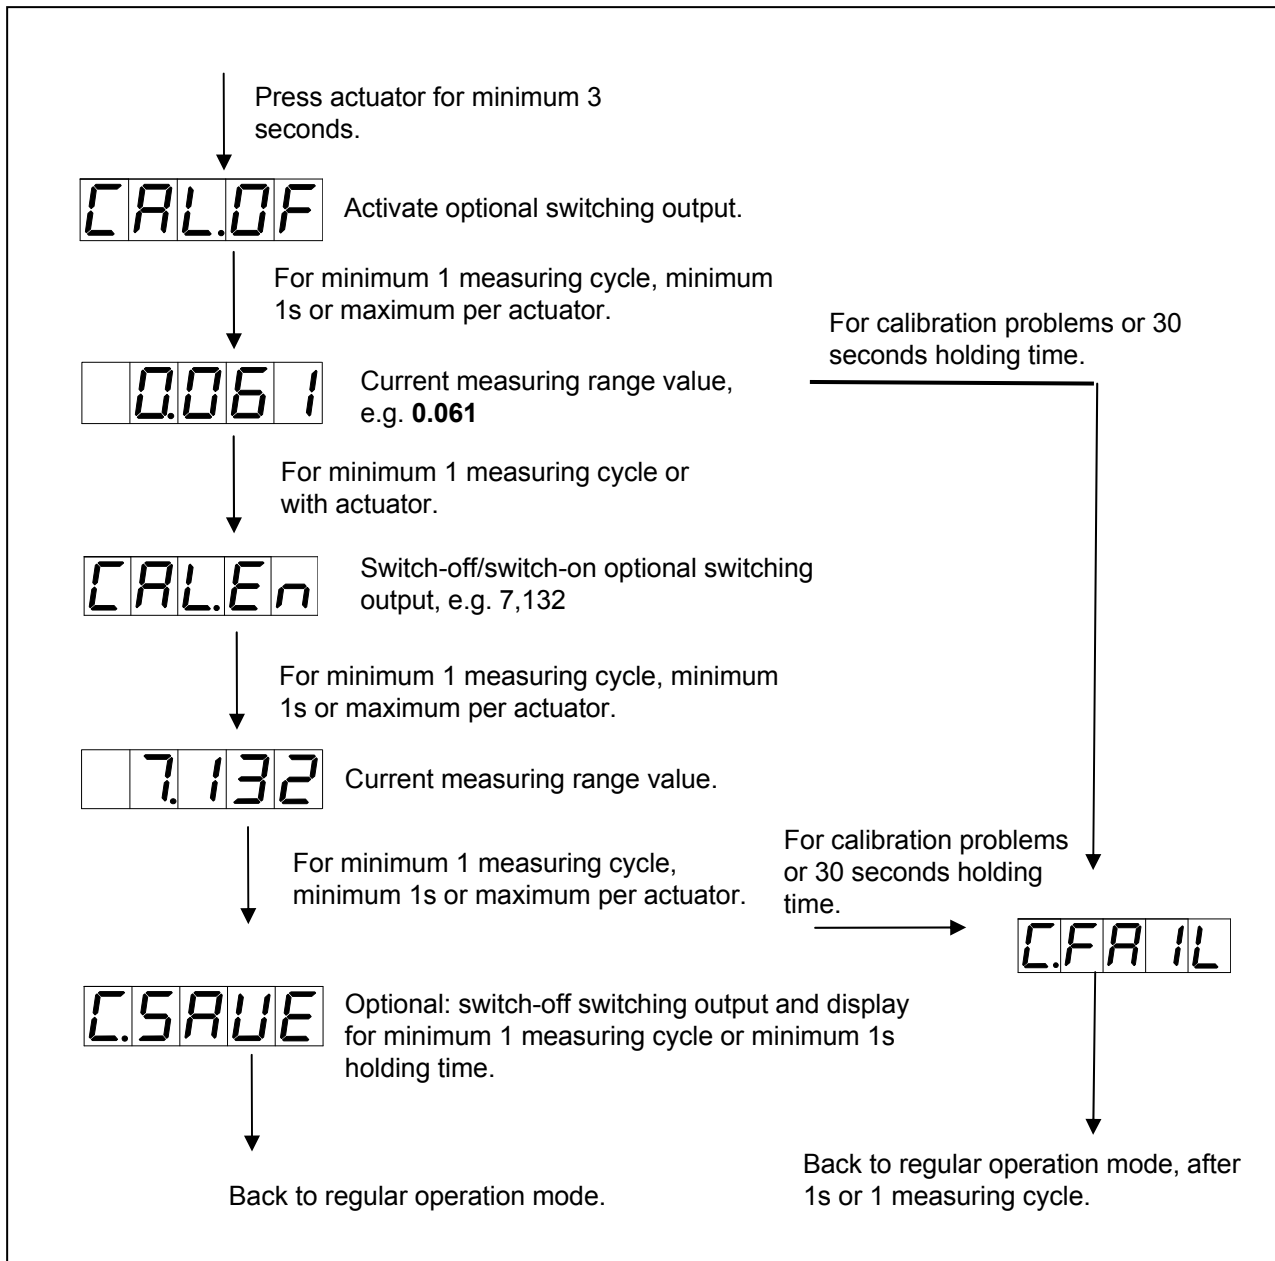 Press actuator for minimum 3
seconds.
CAL.OF
Activate optional switching output.
For minimum 1 measuring cycle, minimum
1s or maximum per actuator.
For calibration problems or 30
seconds holding time.
0.061
Current measuring range value,
e.g. 0.061
For minimum 1 measuring cycle or
with actuator.
CAL.En
Switch-off/switch-on optional switching
output, e.g. 7,132
For minimum 1 measuring cycle, minimum
1s or maximum per actuator.
7.132
Current measuring range value.
For minimum 1 measuring cycle,
minimum 1s or maximum per actuator.
For calibration problems
or 30 seconds holding
time.
C.FAIL
C.SAVE
Optional: switch-off switching output and display
for minimum 1 measuring cycle or minimum 1s
holding time.
Back to regular operation mode.
Back to regular operation mode, after
1s or 1 measuring cycle.